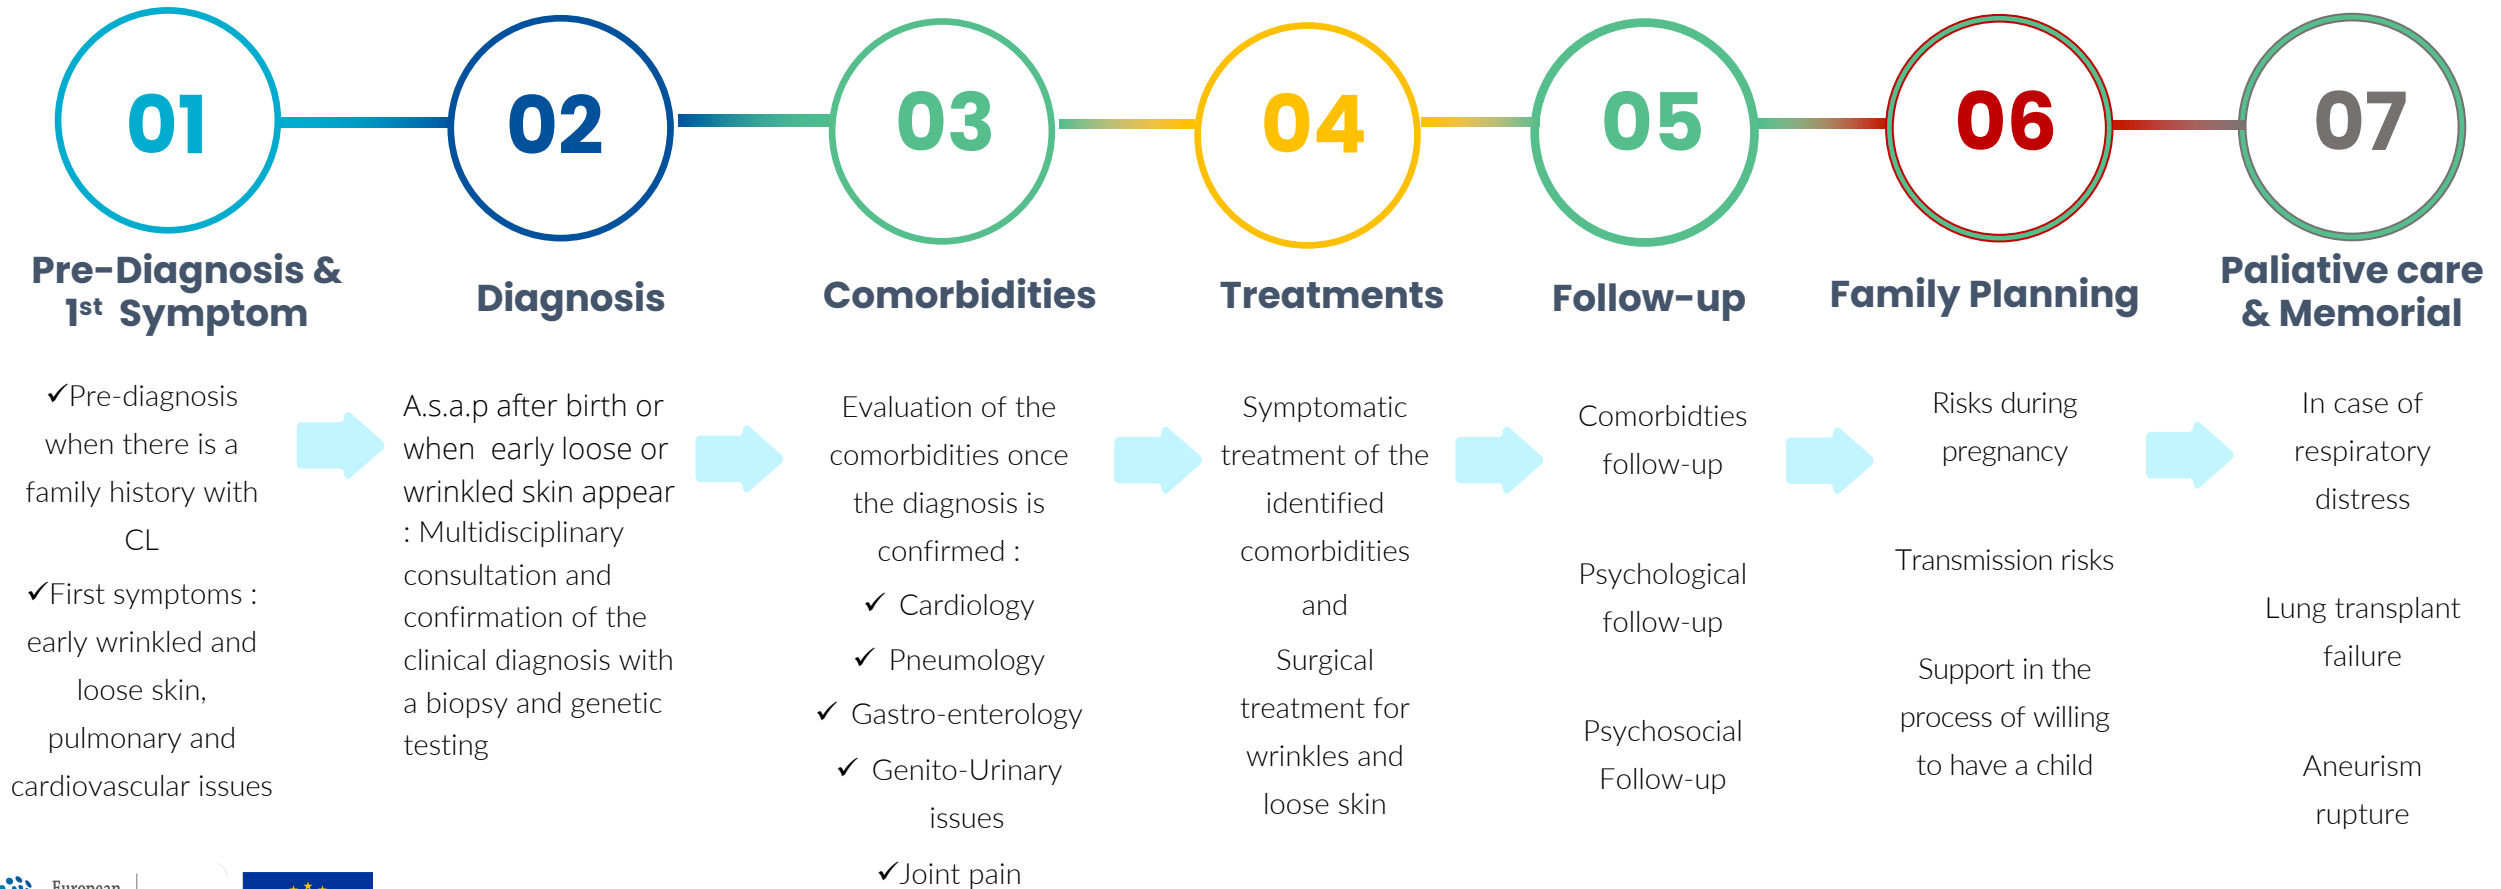 01
02
03
04
05
06
07
Pre-Diagnosis &
1st Symptom
Diagnosis
Comorbidities
Treatments
Follow-up
Family Planning
Paliative care
& Memorial
✓Pre-diagnosis
when there is a
family history with
CL
✓First symptoms :
early wrinkled and
loose skin,
pulmonary and
cardiovascular issues
A.s.a.p after birth or
when early loose or
wrinkled skin appear
: Multidisciplinary
consultation and
confirmation of the
clinical diagnosis with
a biopsy and genetic
testing
Evaluation of the
comorbidities once
the diagnosis is
confirmed :
✓ Cardiology
✓ Pneumology
✓ Gastro-enterology
✓ Genito-Urinary
issues
✓Joint pain
Symptomatic
treatment of the
identified
comorbidities
and
Surgical
treatment for
wrinkles and
loose skin
Comorbidties
follow-up
Psychological
follow-up
Psychosocial
Follow-up
Risks during
pregnancy
Transmission risks
Support in the
process of willing
to have a child
In case of
respiratory
distress
Lung transplant
failure
Aneurism
rupture
European